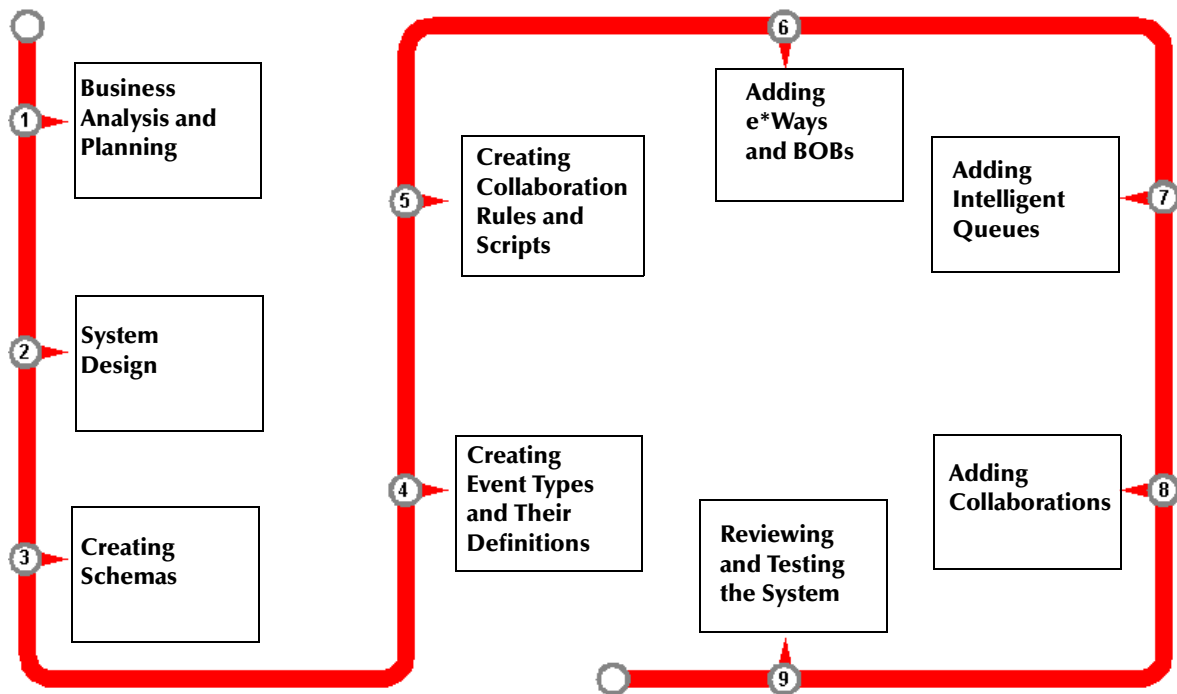 1
Business
Analysis and
Planning
2
System
Design
3
Creating
Schemas
4
Creating
Event Types
and Their
Definitions
5
Creating
Collaboration
Rules and
Scripts
6
Adding
e*Ways
and BOBs
7
Adding
Intelligent
Queues
8
Adding
Collaborations
9
Reviewing
and Testing
the System